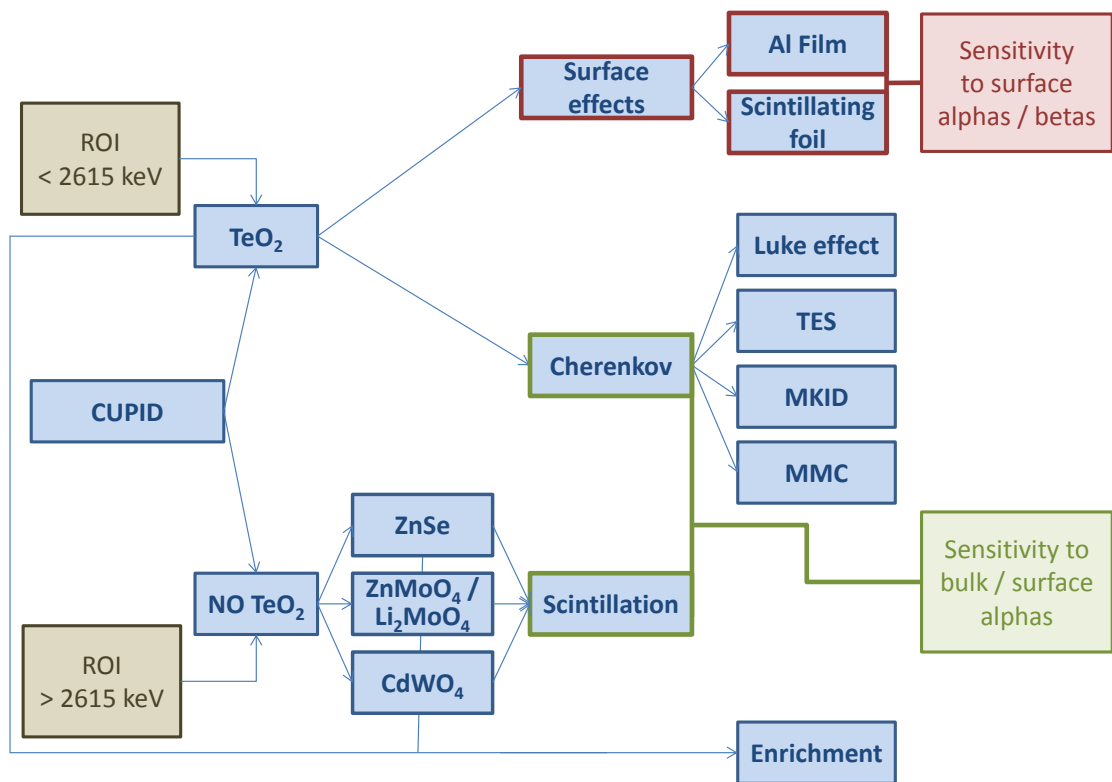 Al Film
Sensitivity
to surface
alphas / betas
Surface
effects
Scintillating
foil
ROI
< 2615 keV
TeO₂
Luke effect
TES
Cherenkov
MKID
CUPID
MMC
ZnSe
Sensitivity to
bulk / surface
alphas
NO TeO₂
ZnMoO₄ /
Li₂MoO₄
Scintillation
ROI
> 2615 keV
CdWO₄
Enrichment